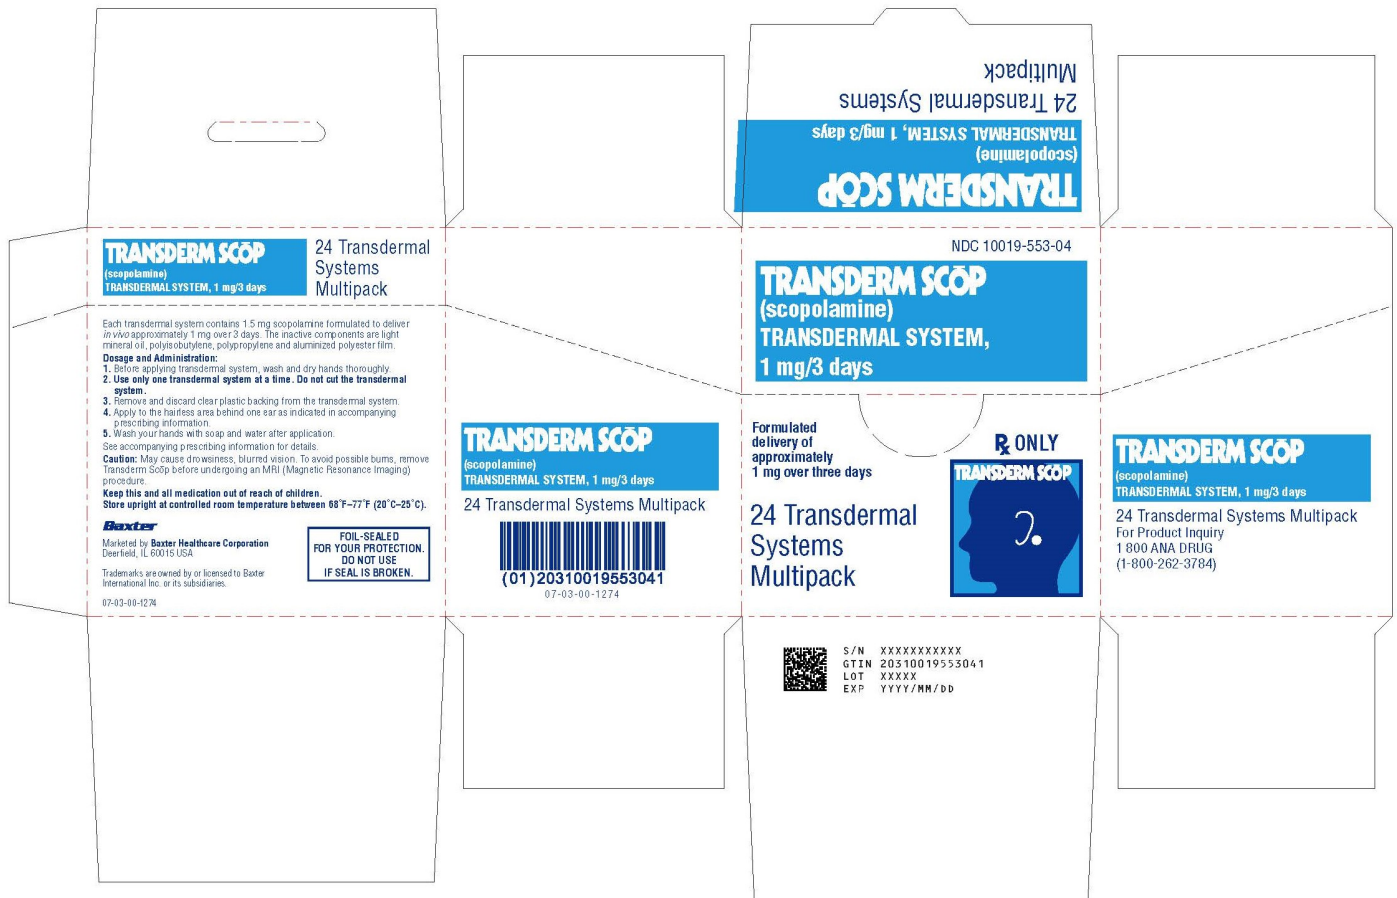 24 Transdermal Systems
Multipack
TRANSDERM SCŌP
(scopolamine)
TRANSDERMAL SYSTEM, 1 mg/3 days
TRANSDERM SCŌP
(scopolamine)
TRANSDERMAL SYSTEM, 1 mg/3 days
24 Transdermal
Systems
Multipack
Each transdermal system contains 1.5 mg scopolamine formulated to deliver
in vivo approximately 1 mg over 3 days. The inactive components are light
mineral oil, polyisobutylene, polypropylene and aluminized polyester film.
Dosage and Administration:
1. Before applying transdermal system, wash and dry hands thoroughly.
2. Use only one transdermal system at a time. Do not cut the transdermal
system.
3. Remove and discard clear plastic backing from the transdermal system.
4. Apply to the hairless area behind one ear as indicated in accompanying
prescribing information.
5. Wash your hands with soap and water after application.
See accompanying prescribing information for details.
Caution: May cause drowsiness, blurred vision. To avoid possible burns, remove
Transderm Scōp before undergoing an MRI (Magnetic Resonance Imaging)
procedure.
Keep this and all medication out of reach of children.
Store upright at controlled room temperature between 68°F–77°F (20°C–25°C).
Baxter
Marketed by Baxter Healthcare Corporation
Deerfield, IL 60015 USA
Trademarks are owned by or licensed to Baxter
International Inc. or its subsidiaries.
07-03-00-1274
FOIL-SEALED
FOR YOUR PROTECTION.
DO NOT USE
IF SEAL IS BROKEN.
TRANSDERM SCŌP
(scopolamine)
TRANSDERMAL SYSTEM, 1 mg/3 days
24 Transdermal Systems Multipack
(01)20310019553041
07-03-00-1274
NDC 10019-553-04
TRANSDERM SCŌP
(scopolamine)
TRANSDERMAL SYSTEM,
1 mg/3 days
Formulated
delivery of
approximately
1 mg over three days
℞ ONLY
24 Transdermal
Systems
Multipack
TRANSDERM SCŌP
S/N XXXXXXXXXXX
GTIN 20310019553041
LOT XXXXX
EXP YYYY/MM/DD
TRANSDERM SCŌP
(scopolamine)
TRANSDERMAL SYSTEM, 1 mg/3 days
24 Transdermal Systems Multipack
For Product Inquiry
1 800 ANA DRUG
(1-800-262-3784)